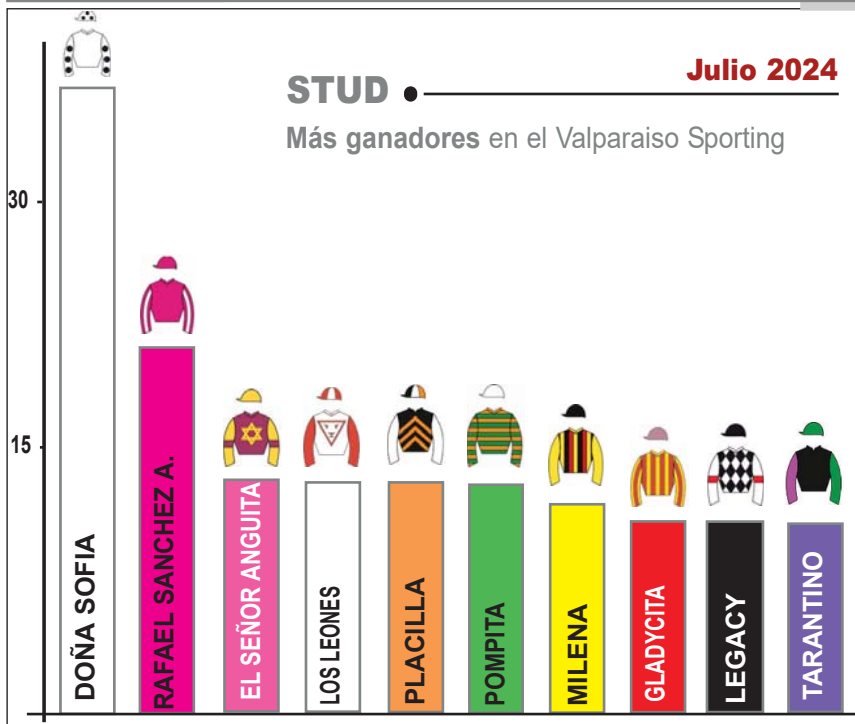 Julio 2024
STUD
Más ganadores en el Valparaiso Sporting
30
15
DOÑA SOFIA
RAFAEL SANCHEZ A.
EL SEÑOR ANGUITA
LOS LEONES
PLACILLA
POMPITA
MILENA
GLADYCITA
LEGACY
TARANTINO